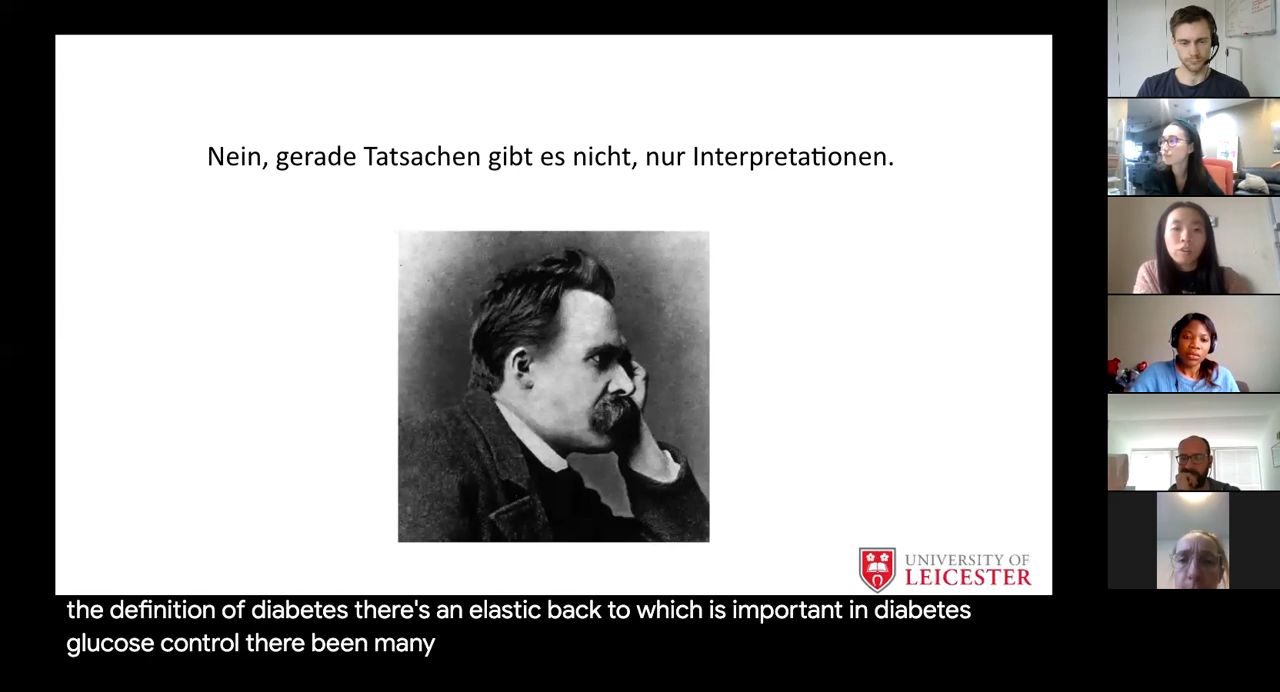 Nein, gerade Tatsachen gibt es nicht, nur Interpretationen.
UNIVERSITY OF
LEICESTER
the definition of diabetes there's an elastic back to which is important in diabetes
glucose control there been many